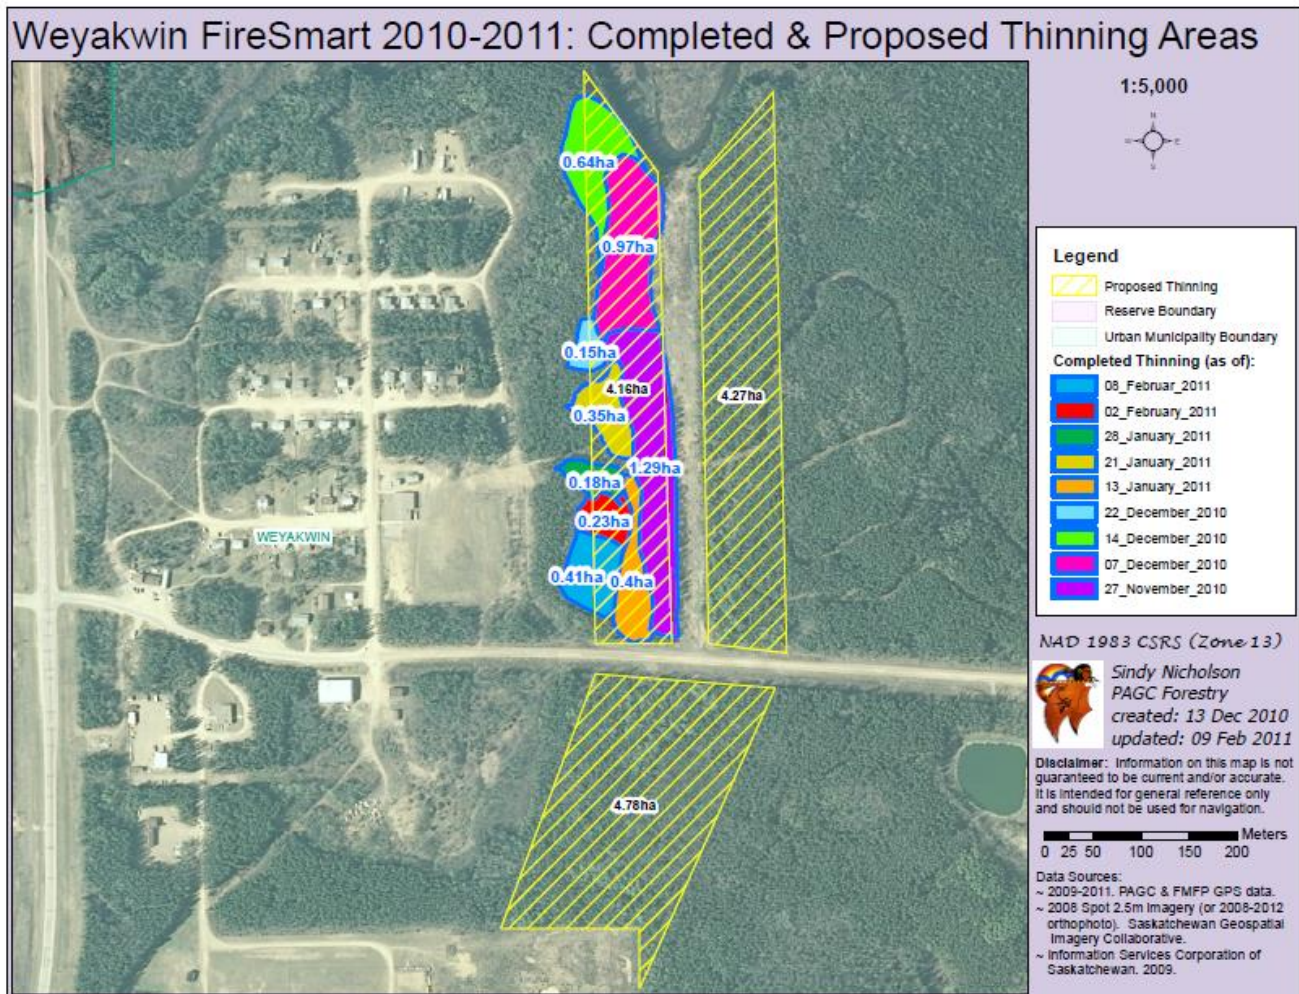 Weyakwin FireSmart 2010-2011: Completed & Proposed Thinning Areas
1:5,000
N
W
E
S
0.64ha
0.97ha
0.15ha
4.16ha
4.27ha
0.35ha
1.29ha
0.18ha
0.23ha
WEYAKWIN
0.41ha
0.4ha
4.78ha
Legend
Proposed Thinning
Reserve Boundary
Urban Municipality Boundary
Completed Thinning (as of):
08_Februar_2011
02_February_2011
28_January_2011
21_January_2011
13_January_2011
22_December_2010
14_December_2010
07_December_2010
27_November_2010
NAD 1983 CSRS (Zone 13)
Sindy Nicholson
PAGC Forestry
created: 13 Dec 2010
updated: 09 Feb 2011
Disclaimer: Information on this map is not
guaranteed to be current and/or accurate.
It is intended for general reference only
and should not be used for navigation.
Meters
0 25 50 100 150 200
Data Sources:
~ 2009-2011. PAGC & FMFP GPS data.
~ 2008 Spot 2.5m Imagery (or 2008-2012
orthophoto). Saskatchewan Geospatial
Imagery Collaborative.
~ Information Services Corporation of
Saskatchewan. 2009.